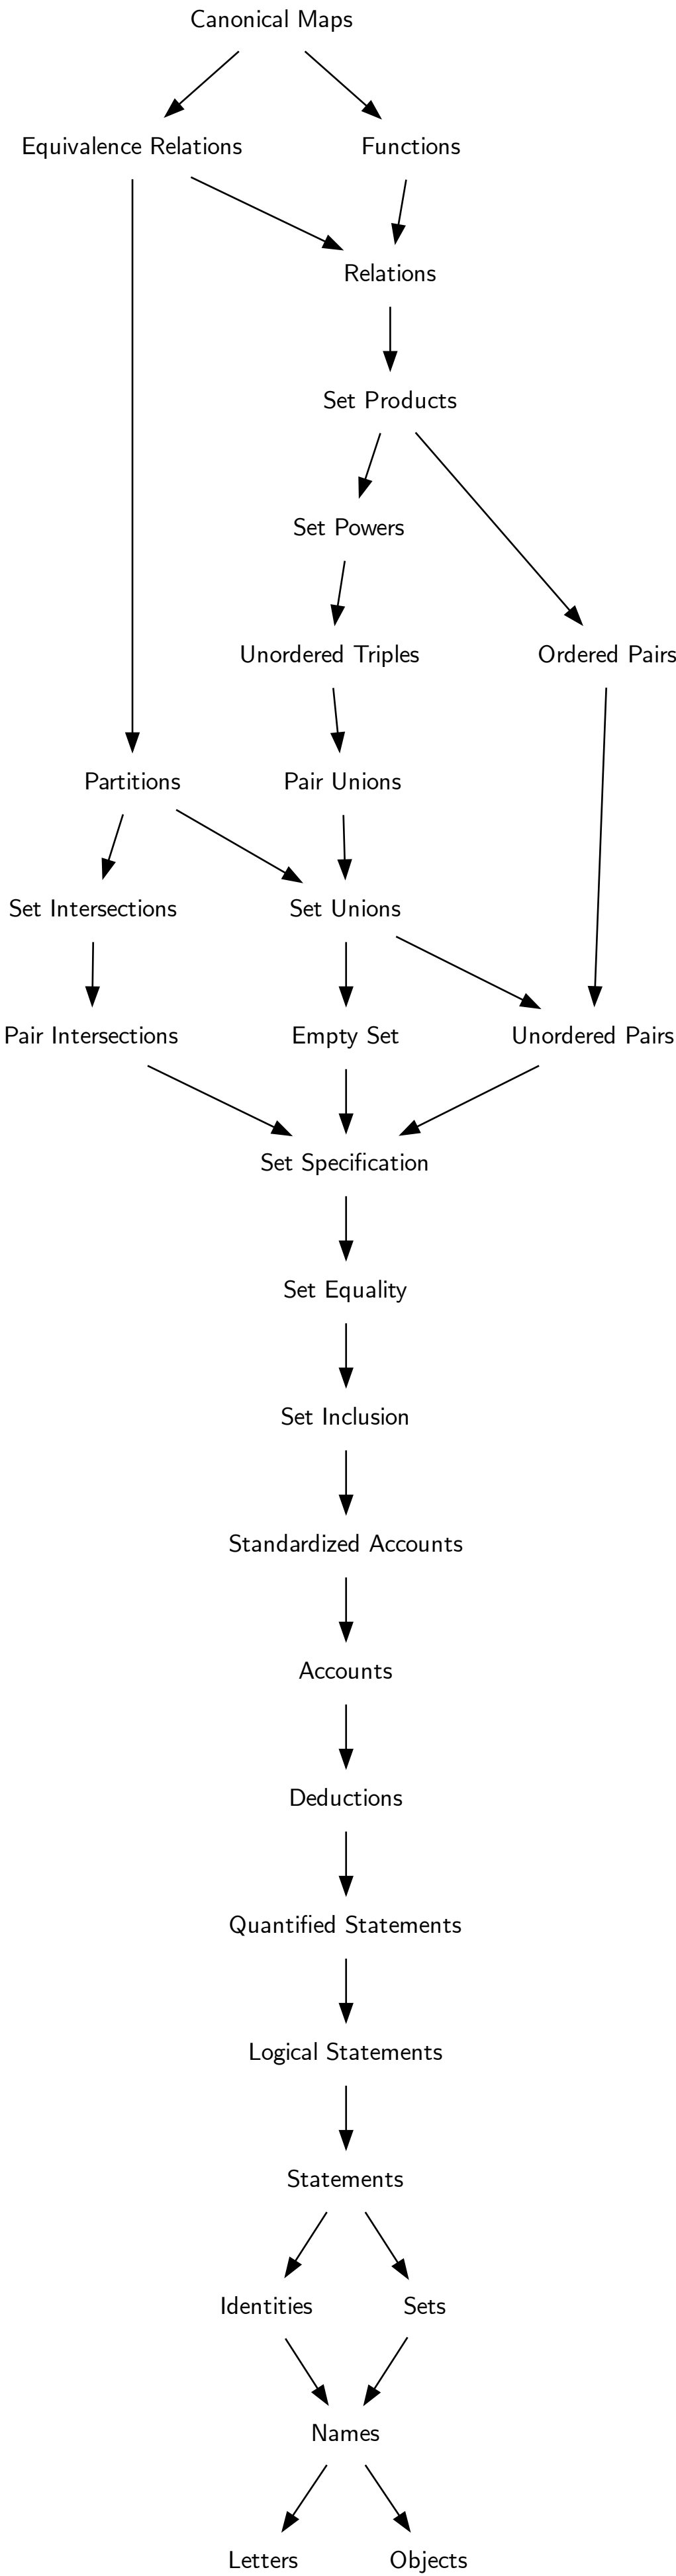 Canonical Maps
Equivalence Relations
Functions
Relations
Set Products
Set Powers
Unordered Triples
Ordered Pairs
Partitions
Pair Unions
Set Intersections
Set Unions
Pair Intersections
Empty Set
Unordered Pairs
Set Specification
Set Equality
Set Inclusion
Standardized Accounts
Accounts
Deductions
Quantified Statements
Logical Statements
Statements
Identities
Sets
Names
Letters
Objects